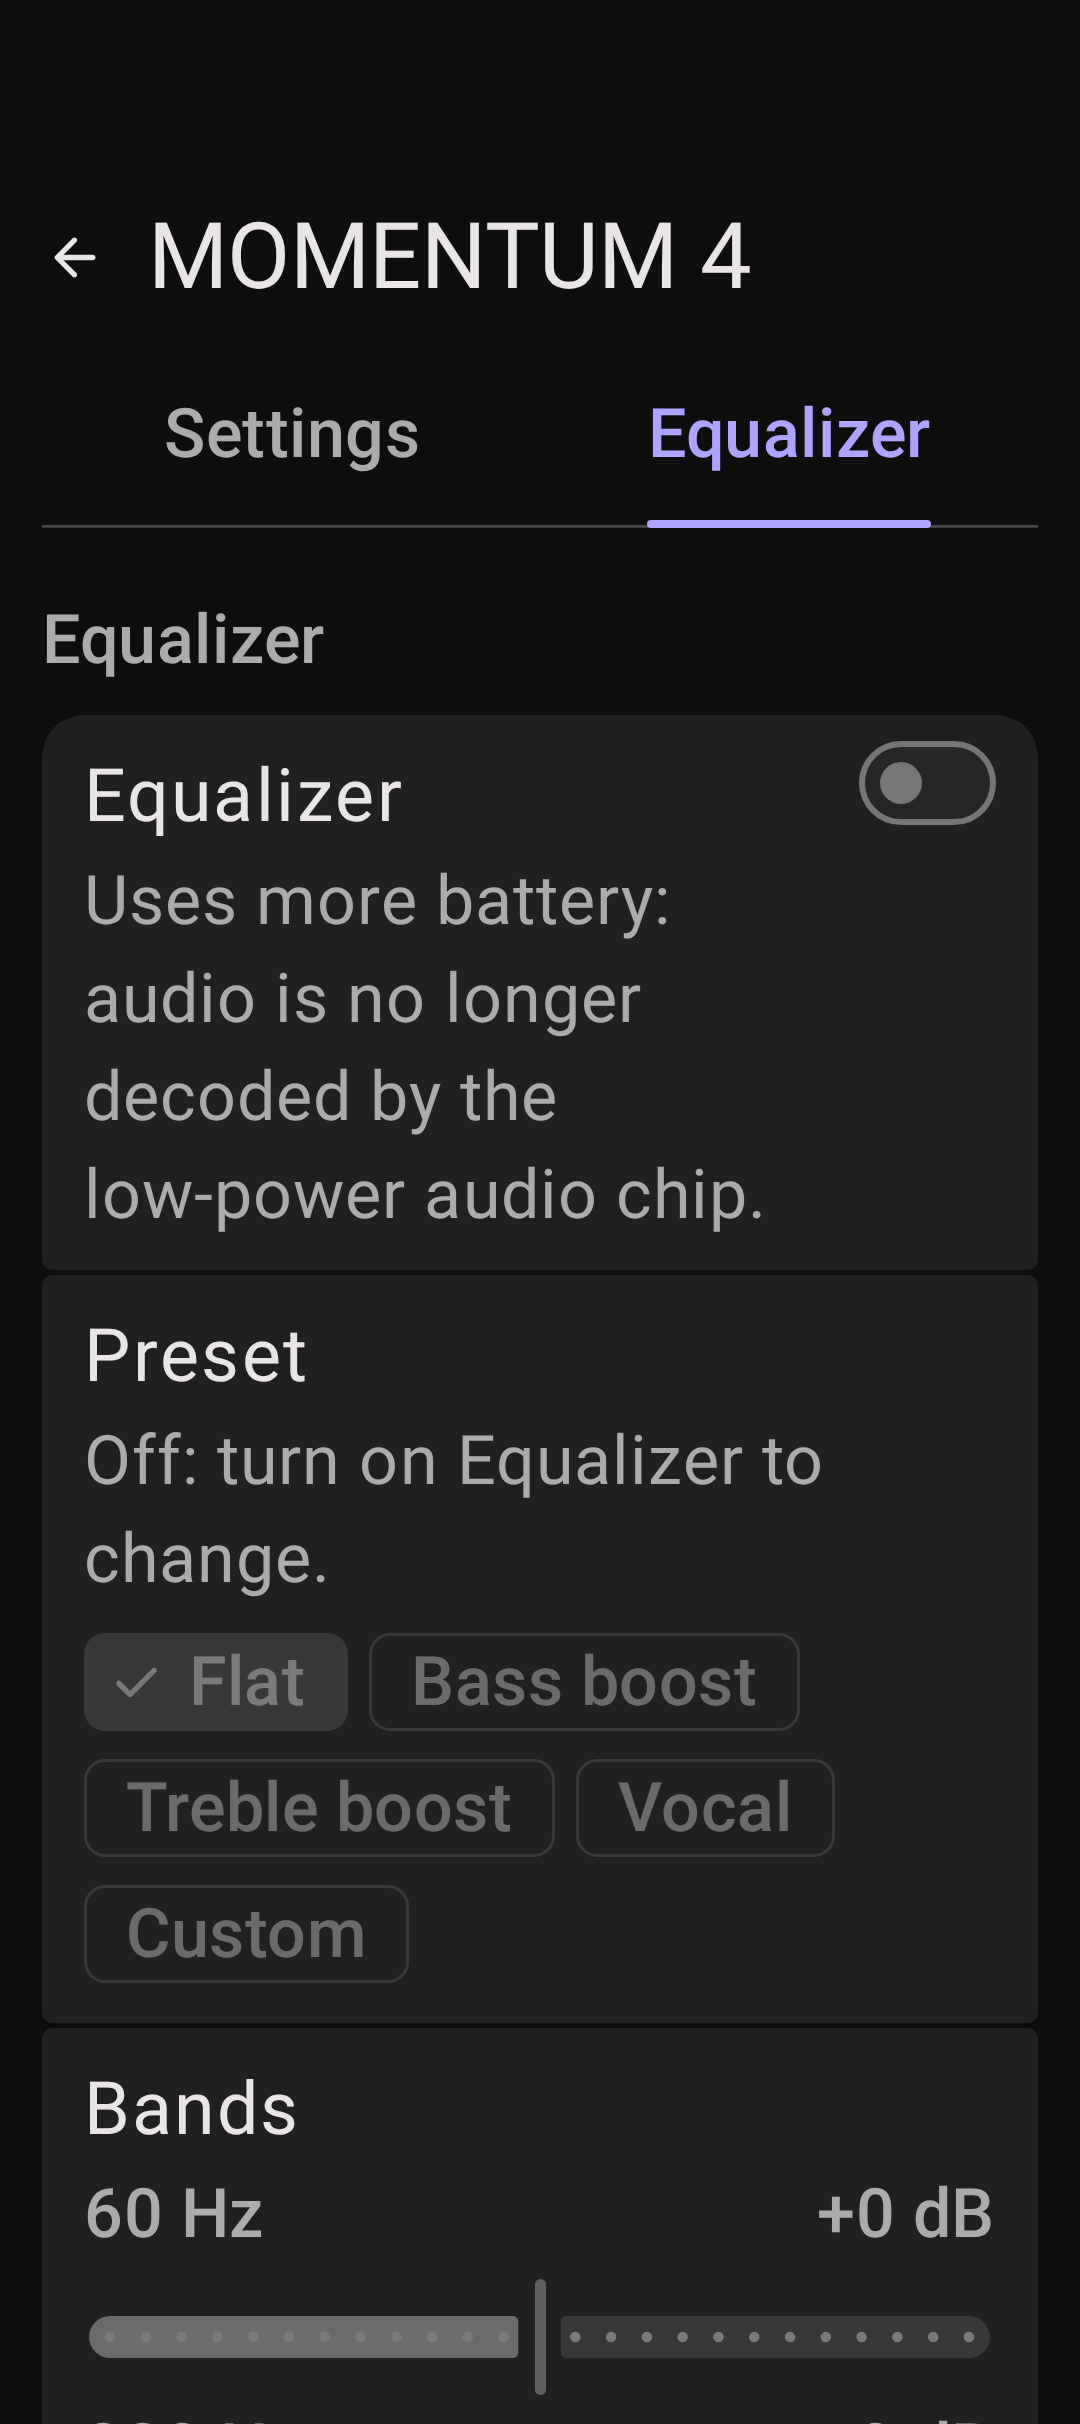 MOMENTUM 4
Settings Equalizer
Equalizer
Equalizer
Uses more battery:
audio is no longer
decoded by the
low-power audio chip.
Preset
Off: turn on Equalizer to
change.
Flat Bass boost
Treble boost Vocal
Custom
Bands
60 Hz +0 dB